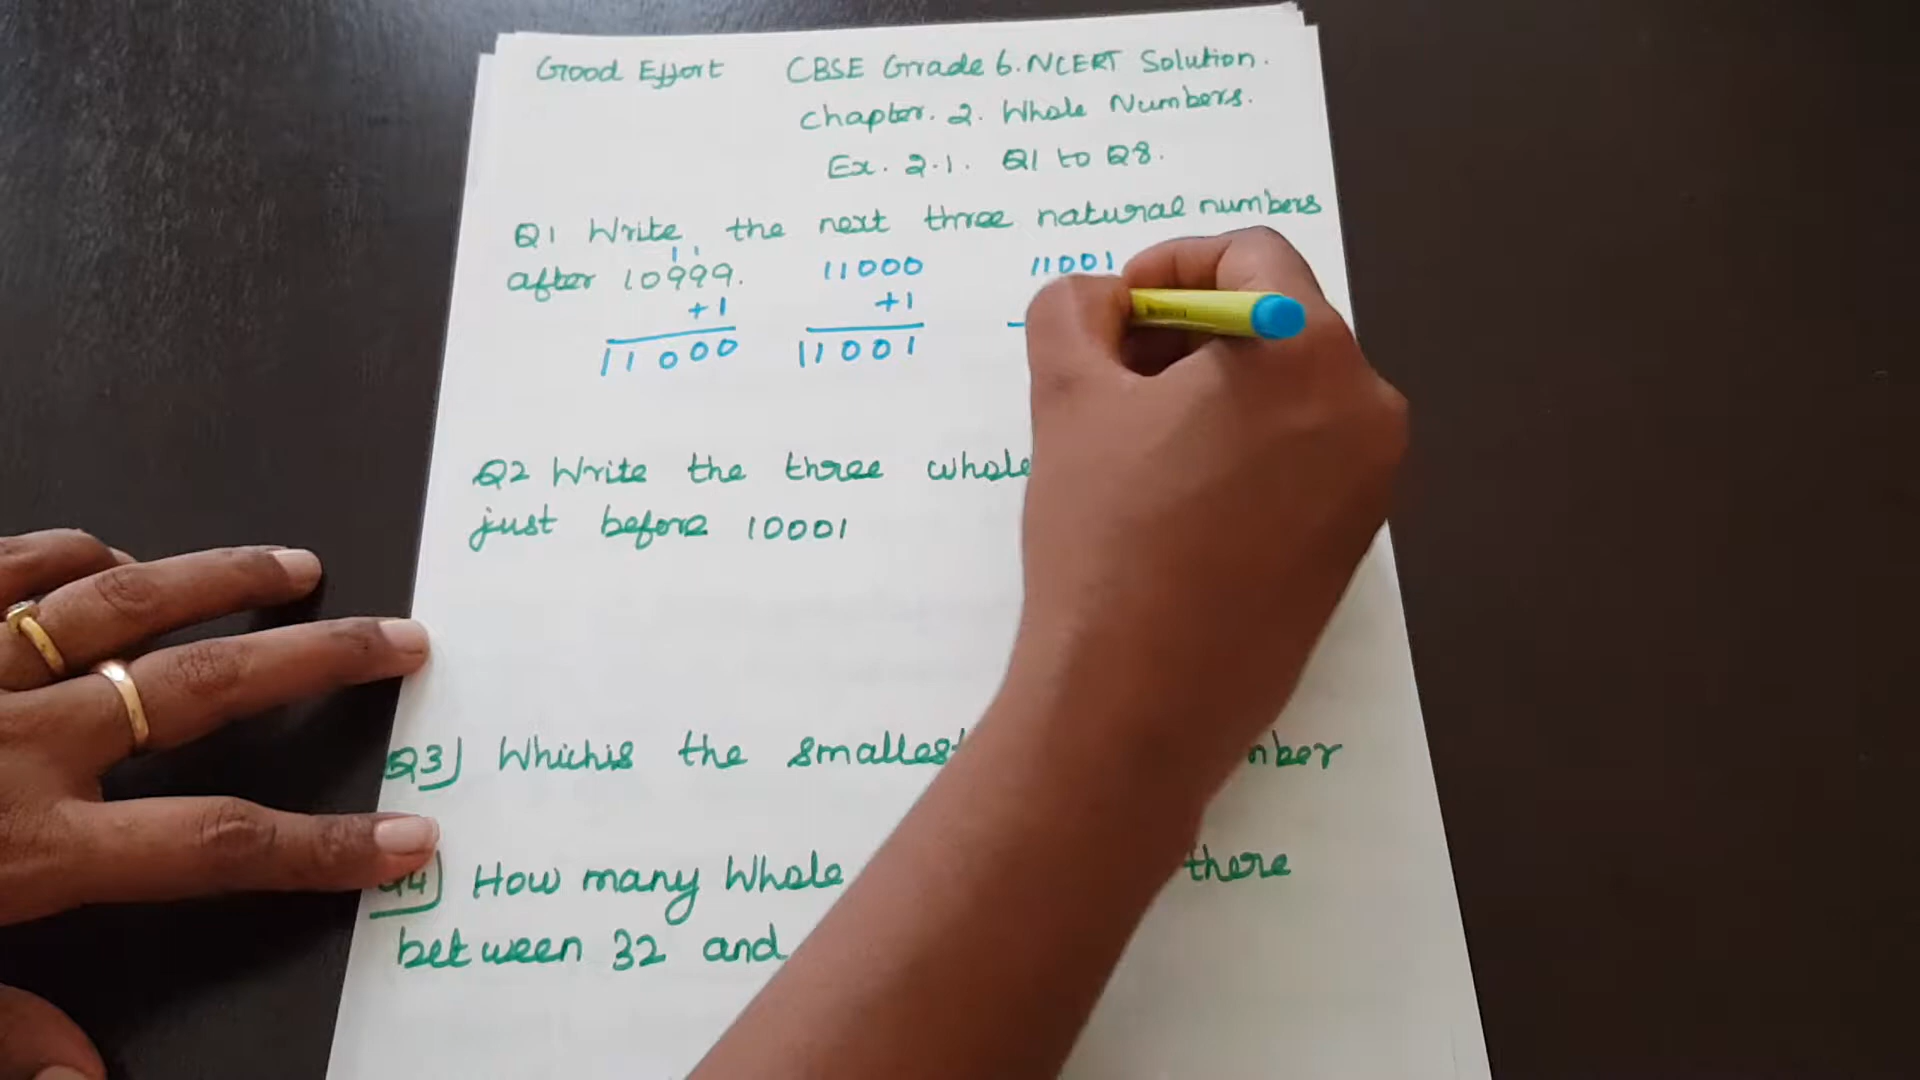 Good Effort CBSE Grade 6. NCERT Solution.
Chapter. 2. Whole Numbers.
Ex. 2.1. Q1 to Q8.
Q1 Write the next three natural numbers
1 1
after 10999. 11000 11001
+1 +1
11000 11001
Q2 Write the three whole
just before 10001
Q3) Which is the smallest
Q4) How many Whole there
between 32 and